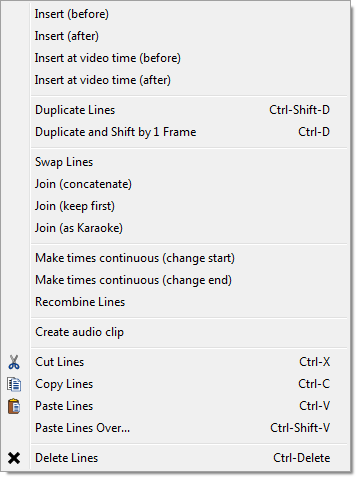 Insert (before)
Insert (after)
Insert at video time (before)
Insert at video time (after)
Duplicate Lines Ctrl-Shift-D
Duplicate and Shift by 1 Frame Ctrl-D
Swap Lines
Join (concatenate)
Join (keep first)
Join (as Karaoke)
Make times continuous (change start)
Make times continuous (change end)
Recombine Lines
Create audio clip
Cut Lines Ctrl-X
Copy Lines Ctrl-C
Paste Lines Ctrl-V
Paste Lines Over... Ctrl-Shift-V
Delete Lines Ctrl-Delete